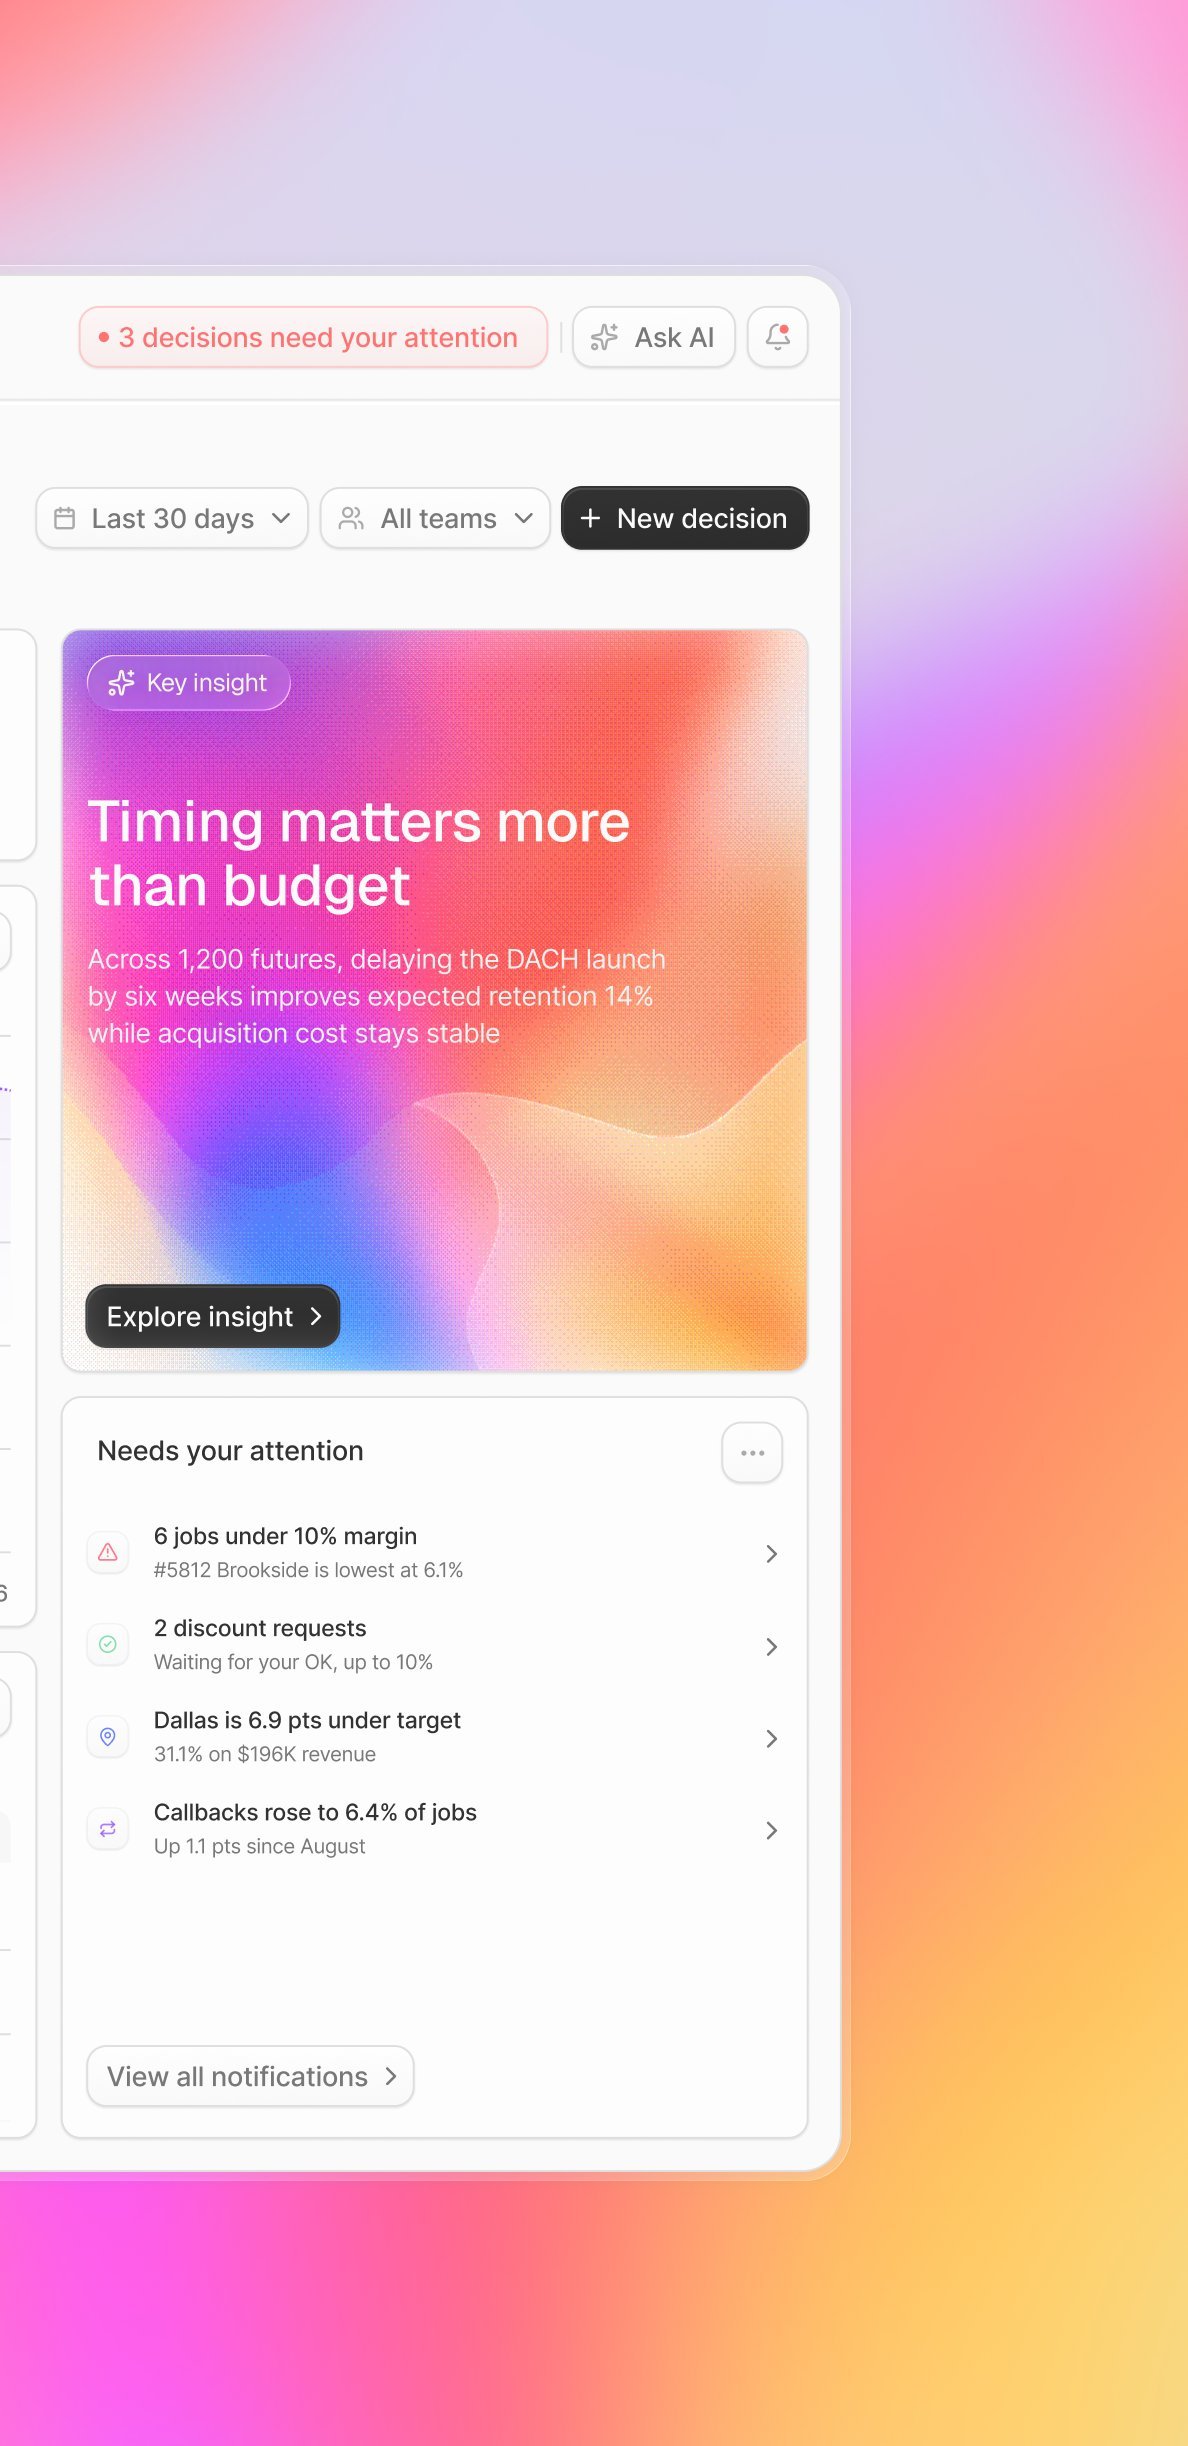 3 decisions need your attention
Ask AI
Last 30 days
All teams
New decision
Key insight
Timing matters more
than budget
Across 1,200 futures, delaying the DACH launch
by six weeks improves expected retention 14%
while acquisition cost stays stable
Explore insight
Needs your attention
6 jobs under 10% margin
#5812 Brookside is lowest at 6.1%
2 discount requests
Waiting for your OK, up to 10%
6
Dallas is 6.9 pts under target
31.1% on $196K revenue
Callbacks rose to 6.4% of jobs
Up 1.1 pts since August
View all notifications